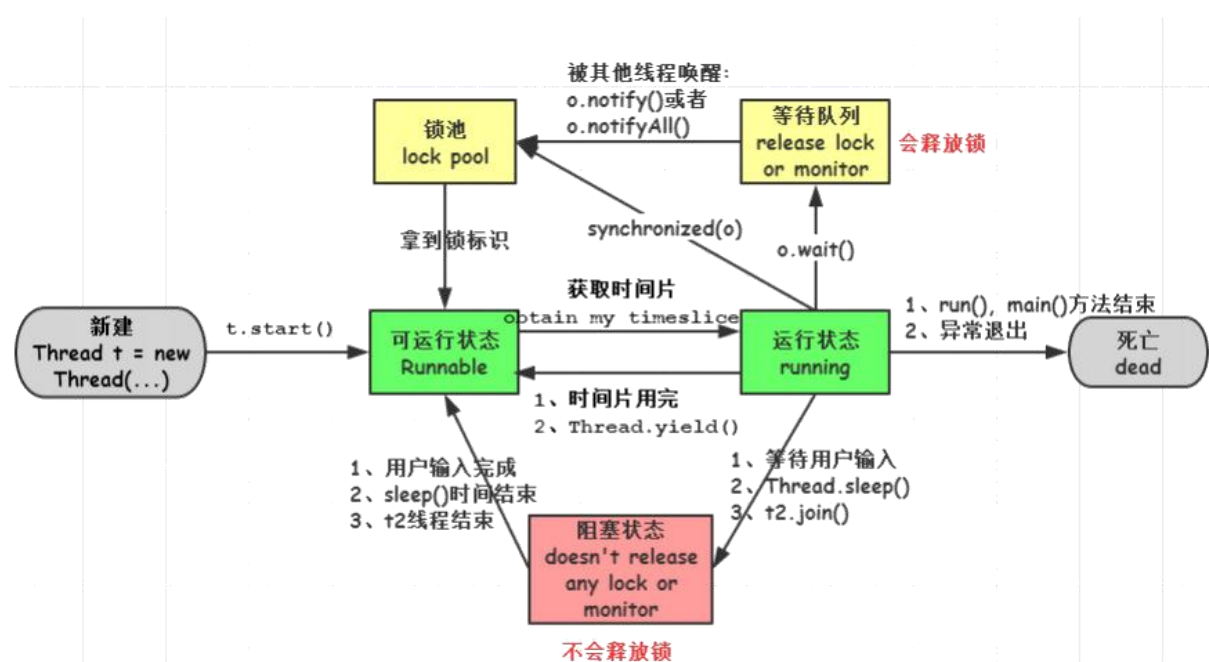 被其他线程唤醒:
o.notify()或者
o.notifyAll()
锁池
lock pool
等待队列
release lock
or monitor
会释放锁
synchronized(o)
o.wait()
拿到锁标识
新建
Thread t = new
Thread(...)
t.start()
可运行状态
Runnable
获取时间片
obtain my timeslice
运行状态
running
1、run(), main()方法结束
2、异常退出
死亡
dead
1、时间片用完
2、Thread.yield()
1、用户输入完成
2、sleep()时间结束
3、t2线程结束
1、等待用户输入
2、Thread.sleep()
3、t2.join()
阻塞状态
doesn't release
any lock or
monitor
不会释放锁